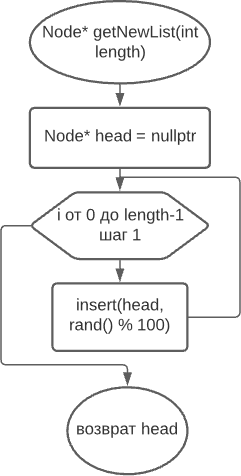 Node* getNewList(int
length)
Node* head = nullptr
i от 0 до length-1
шаг 1
insert(head,
rand() % 100)
возврат head